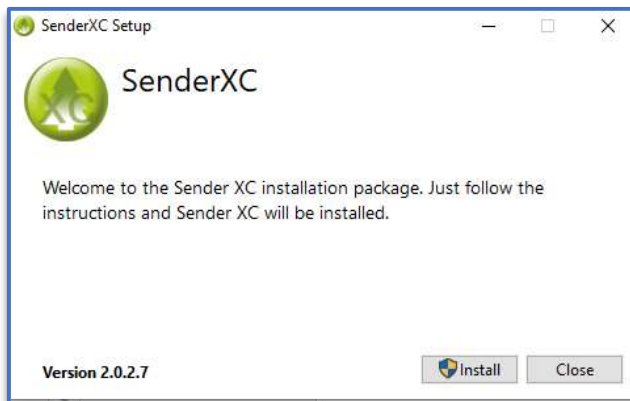 SenderXC Setup
XC
SenderXC
Welcome to the Sender XC installation package. Just follow the
instructions and Sender XC will be installed.
Version 2.0.2.7
Install
Close